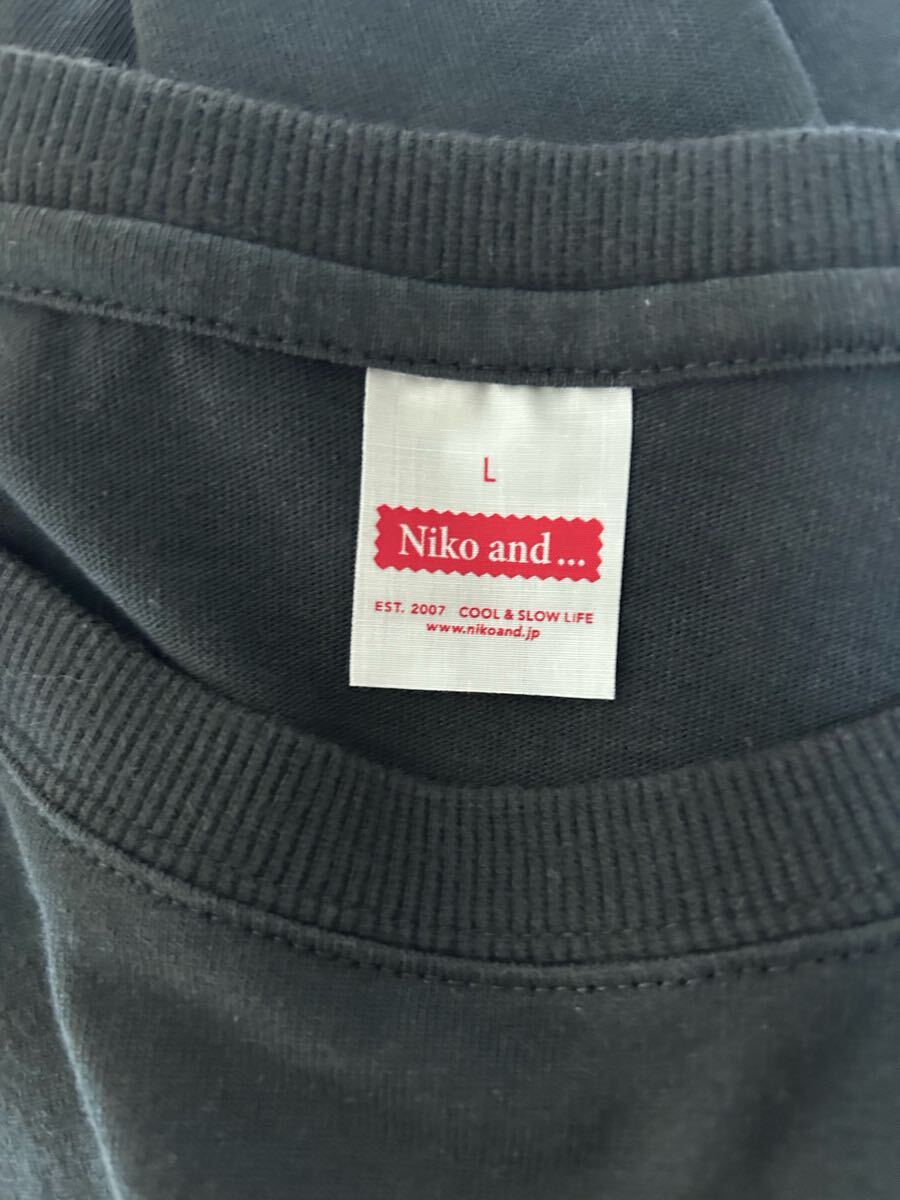 L
Niko and ...
EST. 2007 COOL & SLOW LIFE
www.nikoand.jp